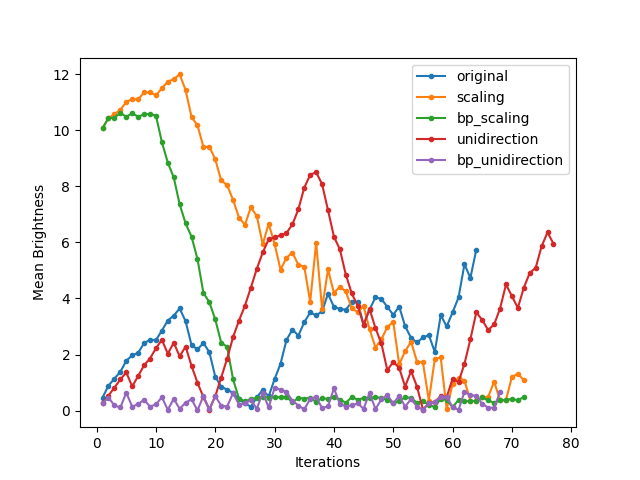 original
scaling
bp_scaling
unidirection
bp_unidirection
12
10
8
6
4
2
0
Mean Brightness
0
10
20
30
40
50
60
70
80
Iterations